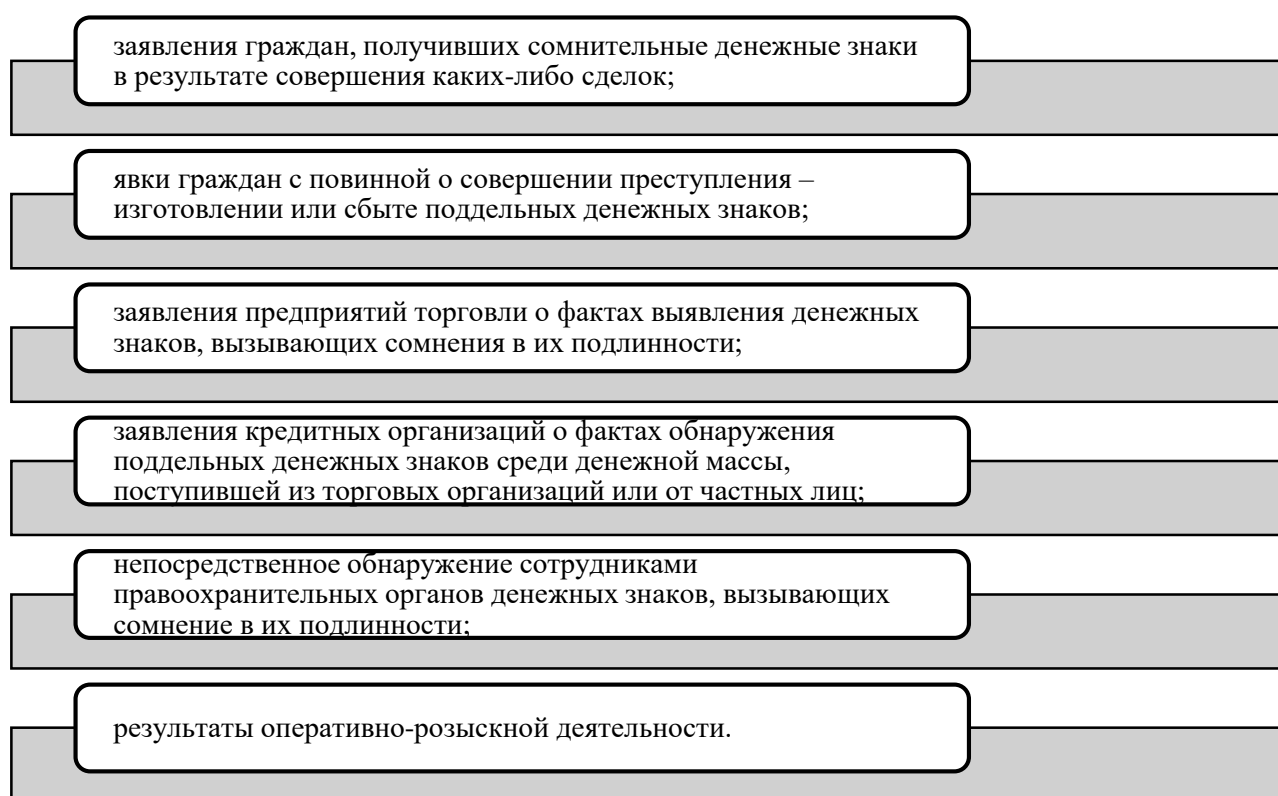 заявления граждан, получивших сомнительные денежные знаки
в результате совершения каких-либо сделок;
явки граждан с повинной о совершении преступления –
изготовлении или сбыте поддельных денежных знаков;
заявления предприятий торговли о фактах выявления денежных
знаков, вызывающих сомнения в их подлинности;
заявления кредитных организаций о фактах обнаружения
поддельных денежных знаков среди денежной массы,
поступившей из торговых организаций или от частных лиц;
непосредственное обнаружение сотрудниками
правоохранительных органов денежных знаков, вызывающих
сомнение в их подлинности;
результаты оперативно-розыскной деятельности.